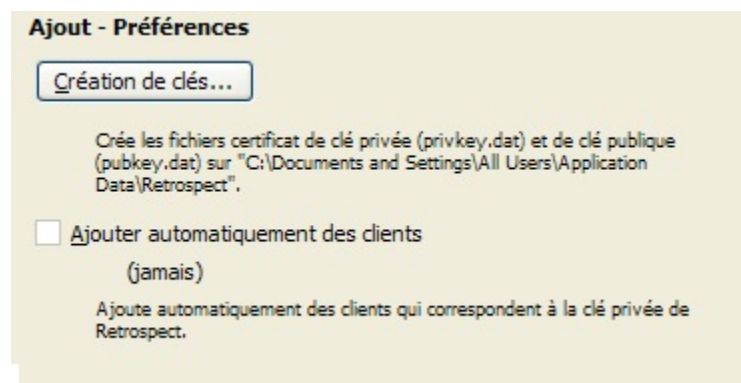 Ajout - Préférences
Création de clés...
Crée les fichiers certificat de clé privée (privkey.dat) et de clé publique
(pubkey.dat) sur "C:\Documents and Settings\All Users\Application
Data\Retrospect".
Ajouter automatiquement des clients
(jamais)
Ajoute automatiquement des clients qui correspondent à la clé privée de
Retrospect.